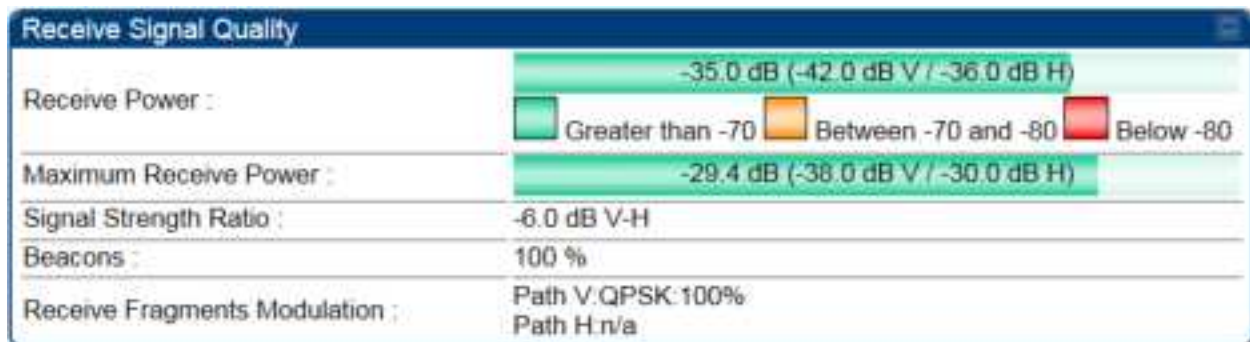 Receive Signal Quality
Receive Power :
-35.0 dB (-42.0 dB V / -36.0 dB H)
Greater than -70 Between -70 and -80 Below -80
Maximum Receive Power : -29.4 dB (-38.0 dB V / -30.0 dB H)
Signal Strength Ratio : -6.0 dB V-H
Beacons : 100 %
Receive Fragments Modulation :
Path V:QPSK:100%
Path H:n/a